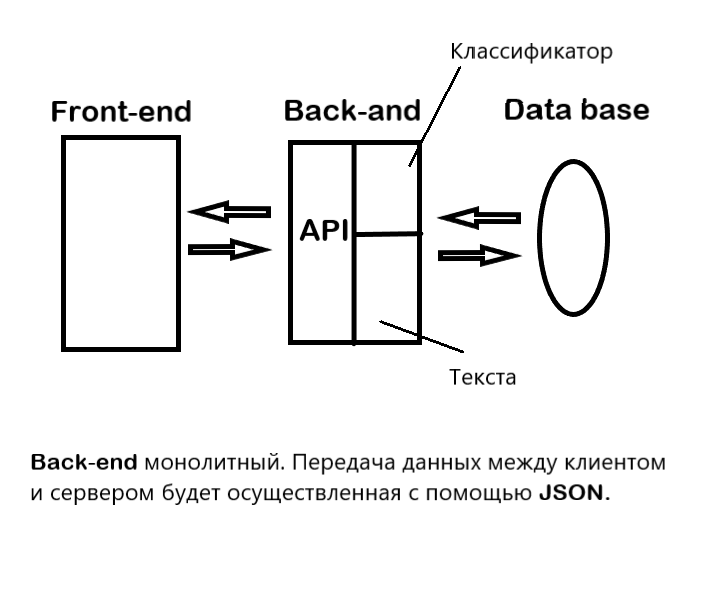 Классификатор
Front-end
Back-and
Data base
API
Текста
Back-end монолитный. Передача данных между клиентом
и сервером будет осуществленная с помощью JSON.